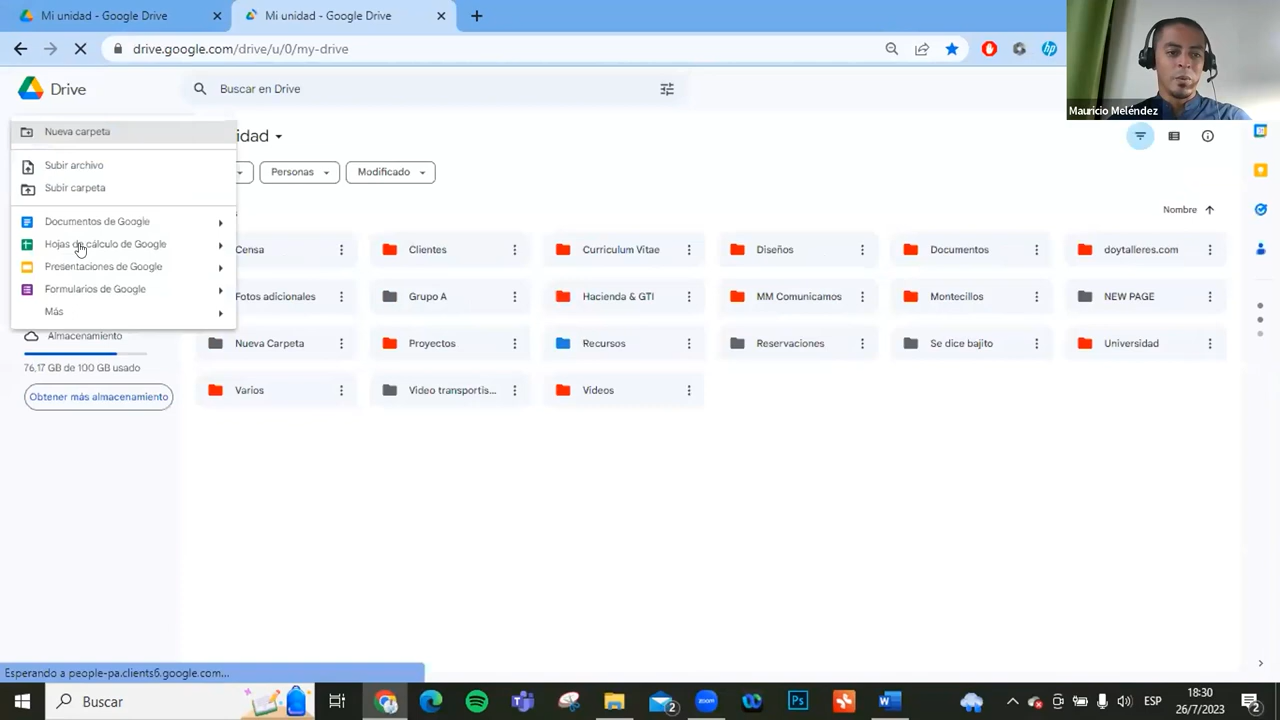 Mi unidad - Google Drive
Mi unidad - Google Drive
drive.google.com/drive/u/0/my-drive
Mauricio Meléndez
Drive
Buscar en Drive
Nueva carpeta
Subir archivo
Subir carpeta
Documentos de Google
Hojas de cálculo de Google
Presentaciones de Google
Formularios de Google
Más
idad
Personas
Modificado
Nombre
Censa
Clientes
Curriculum Vitae
Diseños
Documentos
doytalleres.com
Fotos adicionales
Grupo A
Hacienda & GTI
MM Comunicamos
Montecillos
NEW PAGE
Nueva Carpeta
Proyectos
Recursos
Reservaciones
Se dice bajito
Universidad
Varios
Video transportis...
Videos
Almacenamiento
76,17 GB de 100 GB usado
Obtener más almacenamiento
Esperando a people-pa.clients6.google.com...
Buscar
2
zoom
ESP
18:30
26/7/2023
2